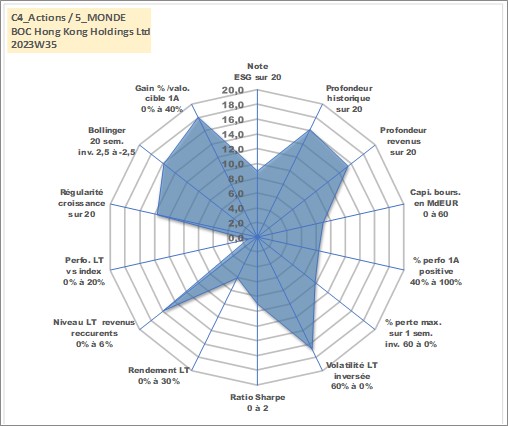 C4_Actions / 5_MONDE
BOC Hong Kong Holdings Ltd
2023W35
Note
ESG sur 20
Profondeur
historique
sur 20
Profondeur
revenus
sur 20
Capi. bours.
en MdEUR
0 à 60
% perfo 1A
positive
40% à 100%
% perte max.
sur 1 sem.
inv. 60 à 0%
Volatilité LT
inversée
60% à 0%
Ratio Sharpe
0 à 2
Rendement LT
0% à 30%
Niveau LT revenus
reccurents
0% à 6%
Perfo. LT
vs index
0% à 20%
Régularité
croissance
sur 20
Bollinger
20 sem.
inv. 2,5 à -2,5
Gain % /valo.
cible 1A
0% à 40%
20,0
18,0
16,0
14,0
12,0
10,0
8,0
6,0
4,0
2,0
0,0